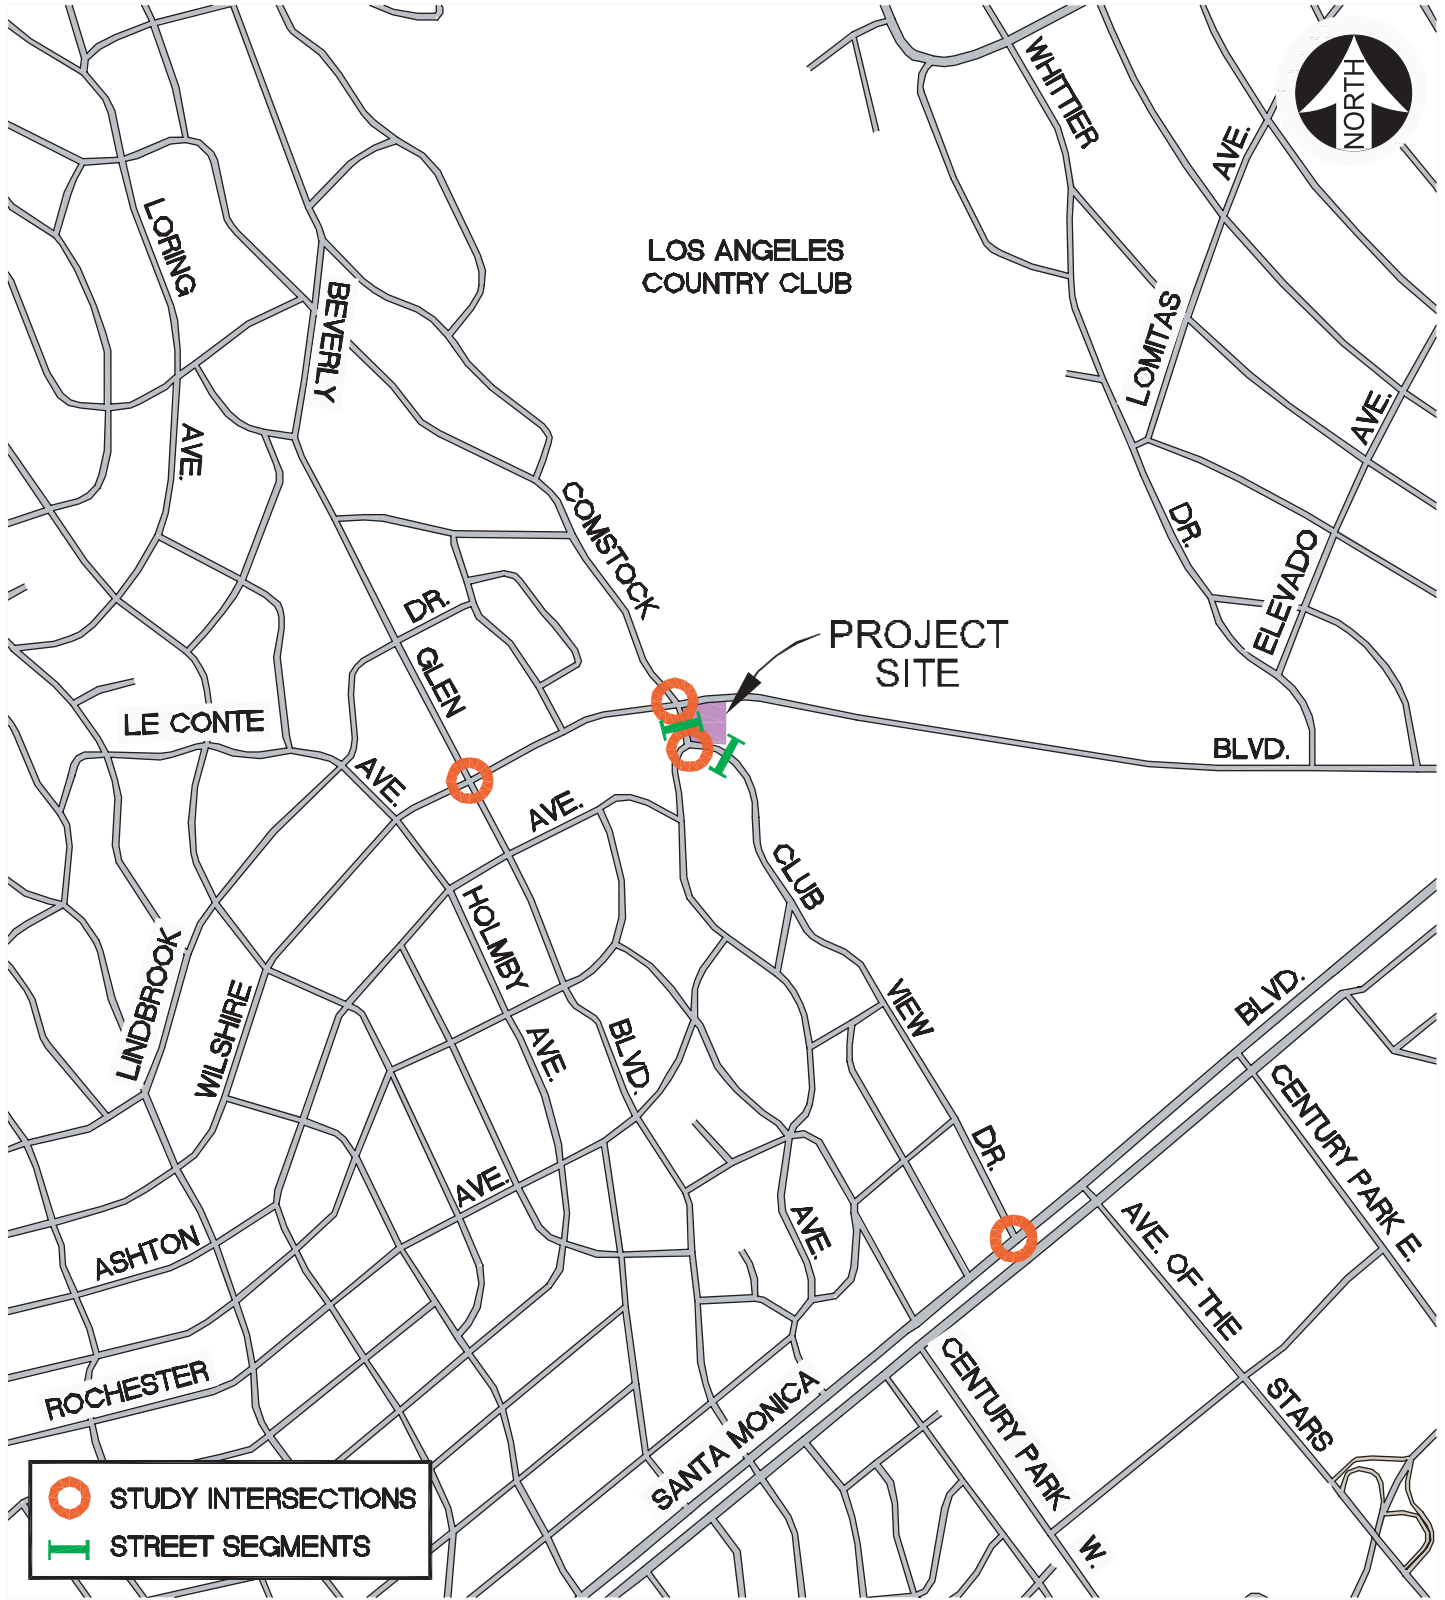 WHITTIER
NORTH
AVE.
LORING
LOS ANGELES
COUNTRY CLUB
BEVERLY
LOMITAS
AVE.
AVE.
COMSTOCK
DR.
ELEVADO
DR.
PROJECT
SITE
GLEN
LE CONTE
BLVD.
AVE.
AVE.
CLUB
HOLMBY
LINDBROOK
WILSHIRE
VIEW
BLVD.
AVE.
BLVD.
CENTURY PARK E.
DR.
AVE.
AVE.
AVE. OF THE
ASHTON
ROCHESTER
SANTA MONICA
CENTURY PARK
STARS
W.
STUDY INTERSECTIONS
STREET SEGMENTS